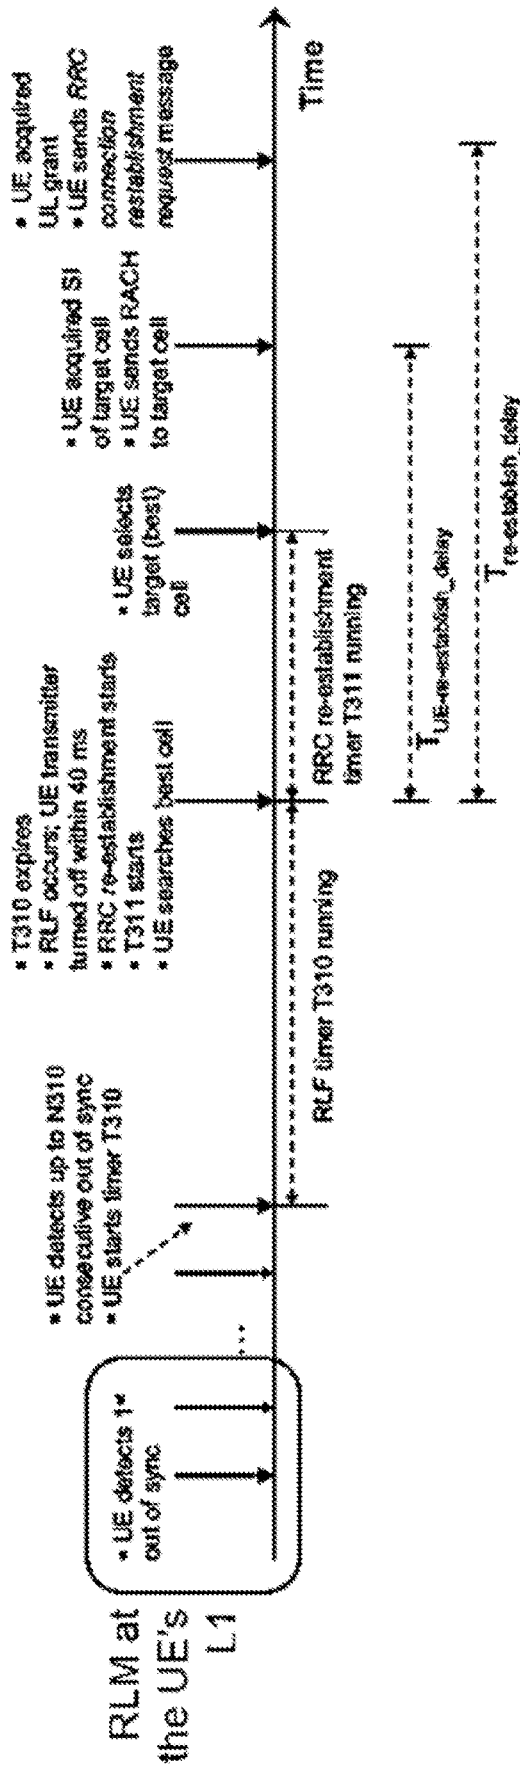 RLM at
the UE's
L1
• UE detects 1st
out of sync
...
• UE detects up to N310
consecutive out of sync
• UE starts timer T310
• T310 expires
• RLF occurs; UE transmitter
turned off within 40 ms
• RRC re-establishment starts
• T311 starts
• UE searches best cell
• UE selects
target (best)
cell
• UE acquired SI
of target cell
• UE sends RACH
to target cell
• UE acquired
UL grant
• UE sends RRC
connection
restablishment
request message
Time
RLF timer T310 running
RRC re-establishment
timer T311 running
TUE-re-establish_delay
Tre-establish_delay